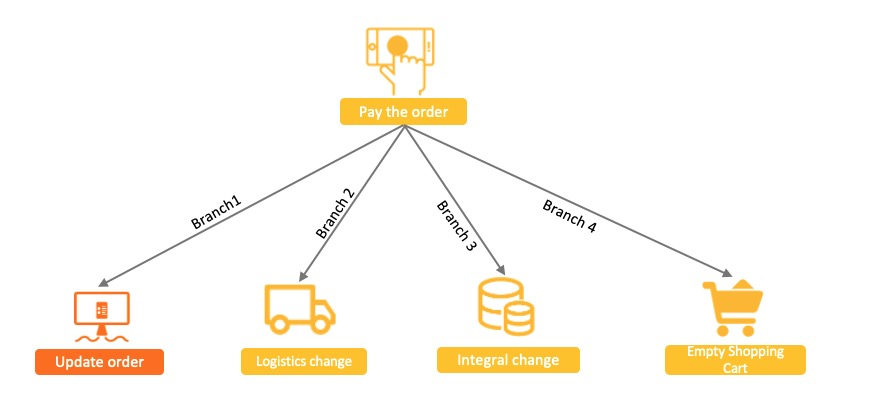 Pay the order
Branch1
Branch 2
Branch 3
Branch 4
Update order
Logistics change
Integral change
Empty Shopping
Cart